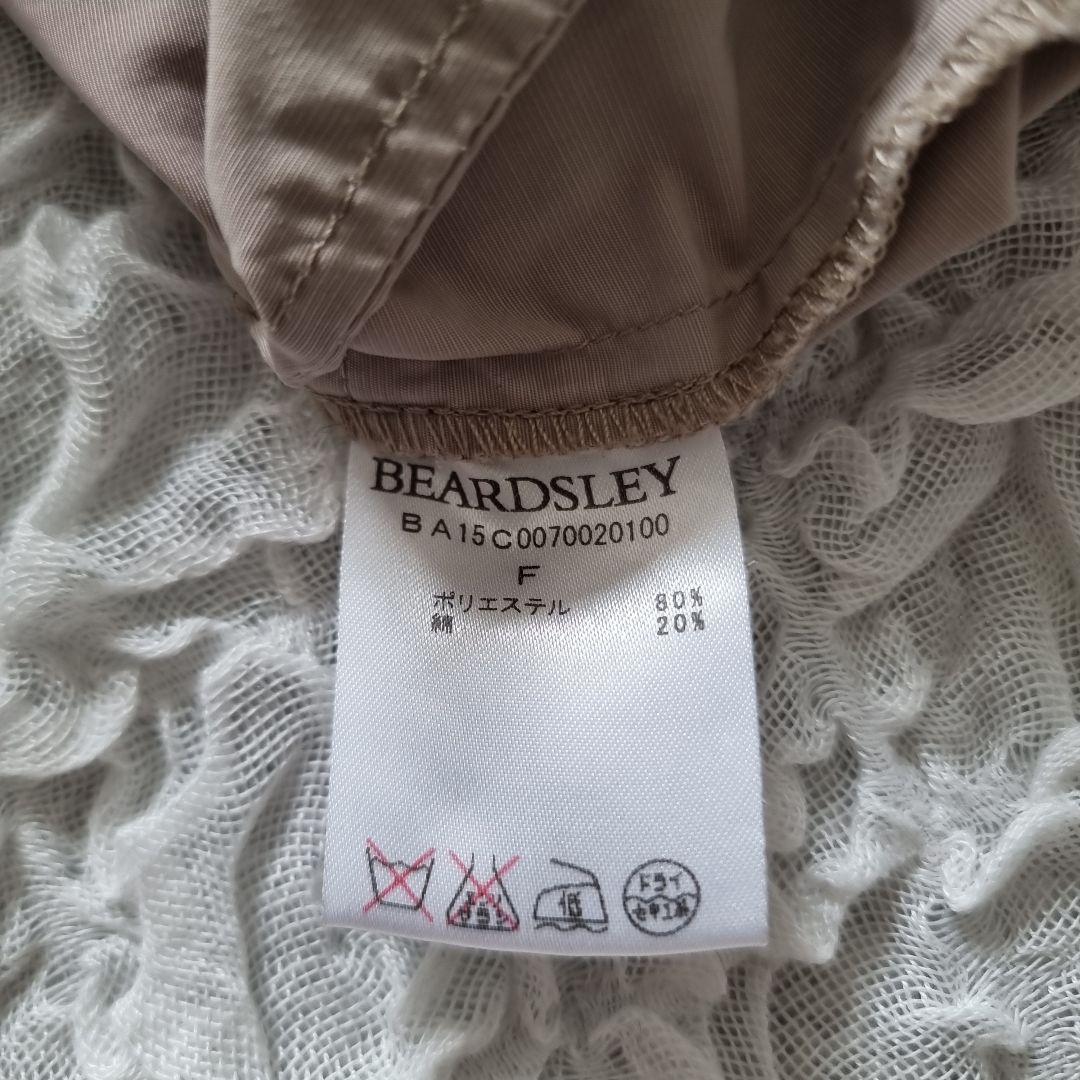 BEARDSLEY
BA15C0070020100
F
ポリエステル 80%
綿 20%
低
ドライ
セキユ系